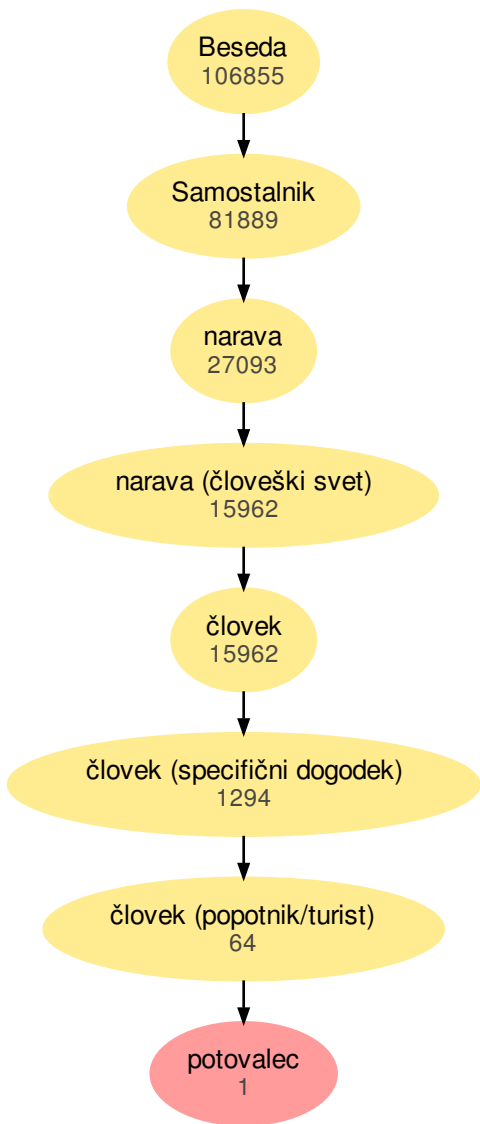 Beseda
106855
Samostalnik
81889
narava
27093
narava (človeški svet)
15962
človek
15962
človek (specifični dogodek)
1294
človek (popotnik/turist)
64
potovalec
1